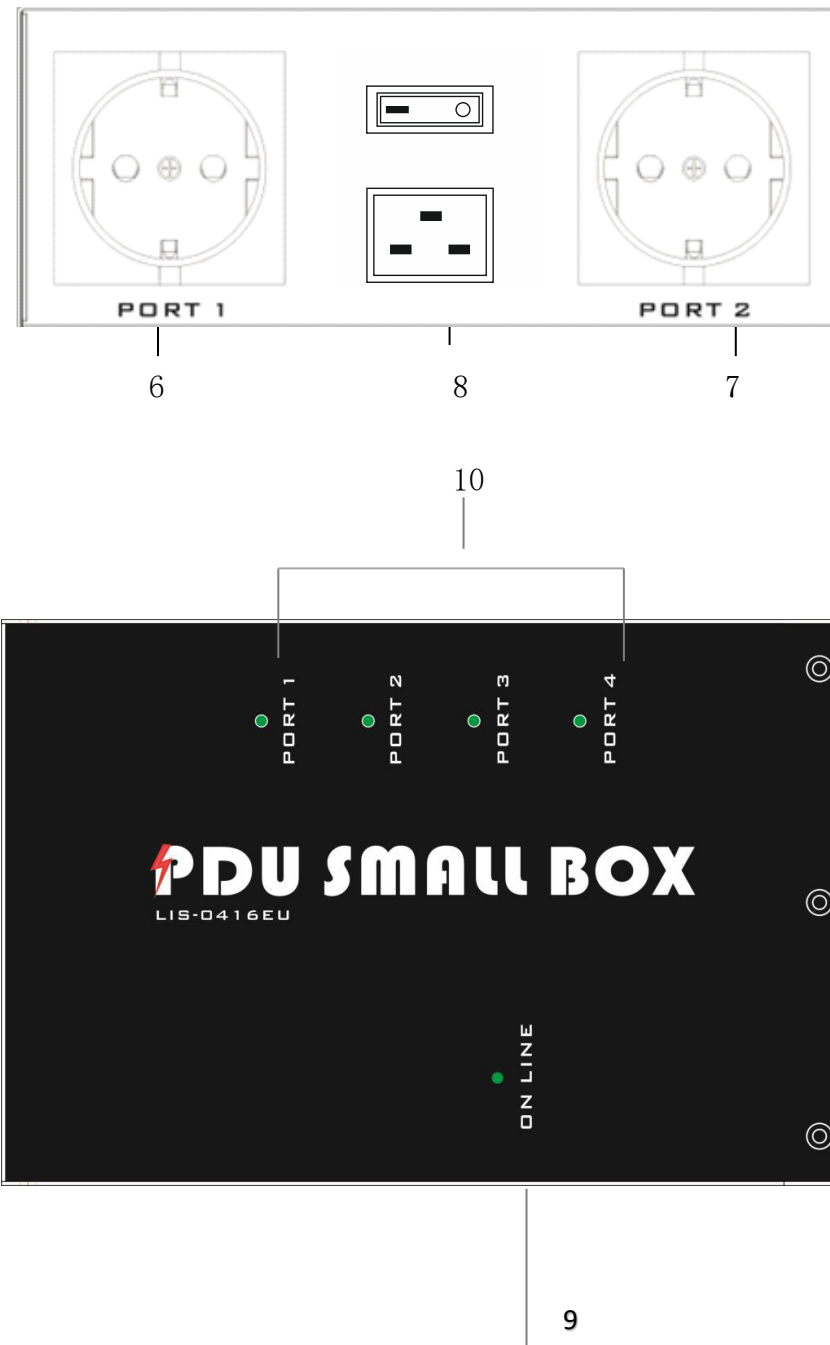 PORT 1 PORT 2
6 8 7
10
PORT 1
PORT 2
PORT 3
PORT 4
PDU SMALL BOX
LIS-0416EU
ON LINE
9